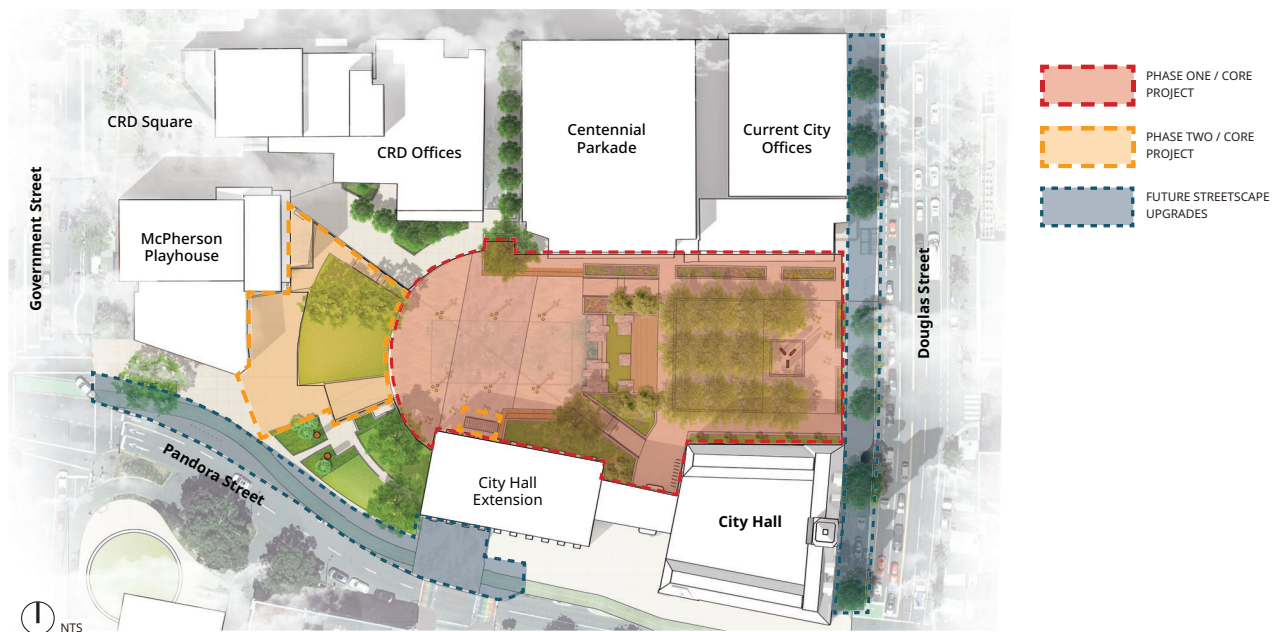 CRD Square
CRD Offices
Centennial
Parkade
Current City
Offices
Government Street
McPherson
Playhouse
Douglas Street
Pandora Street
City Hall
Extension
City Hall
NTS
PHASE ONE / CORE
PROJECT
PHASE TWO / CORE
PROJECT
FUTURE STREETSCAPE
UPGRADES